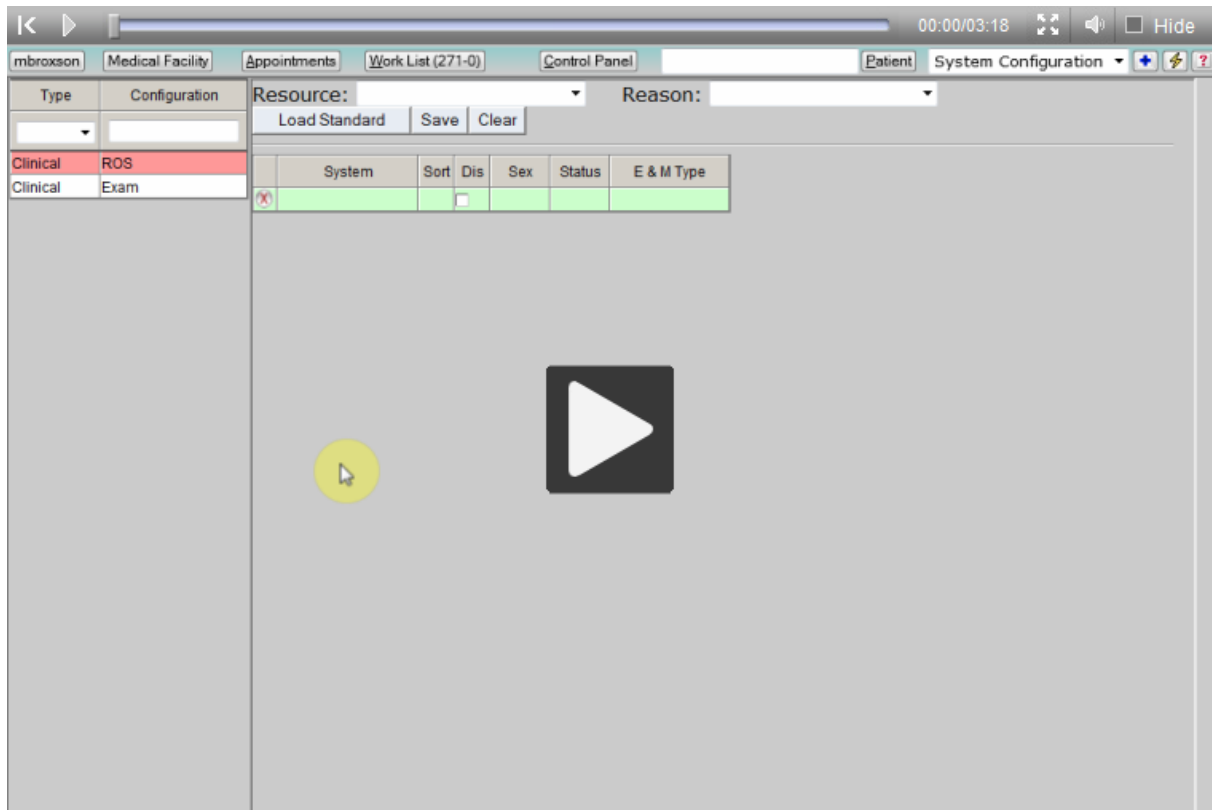 00:00/03:18 Hide
mbroxson Medical Facility Appointments Work List (271-0) Control Panel Patient System Configuration ?
Type Configuration Resource: Reason:
Load Standard Save Clear
Clinical ROS
System Sort Dis Sex Status E & M Type
Clinical Exam